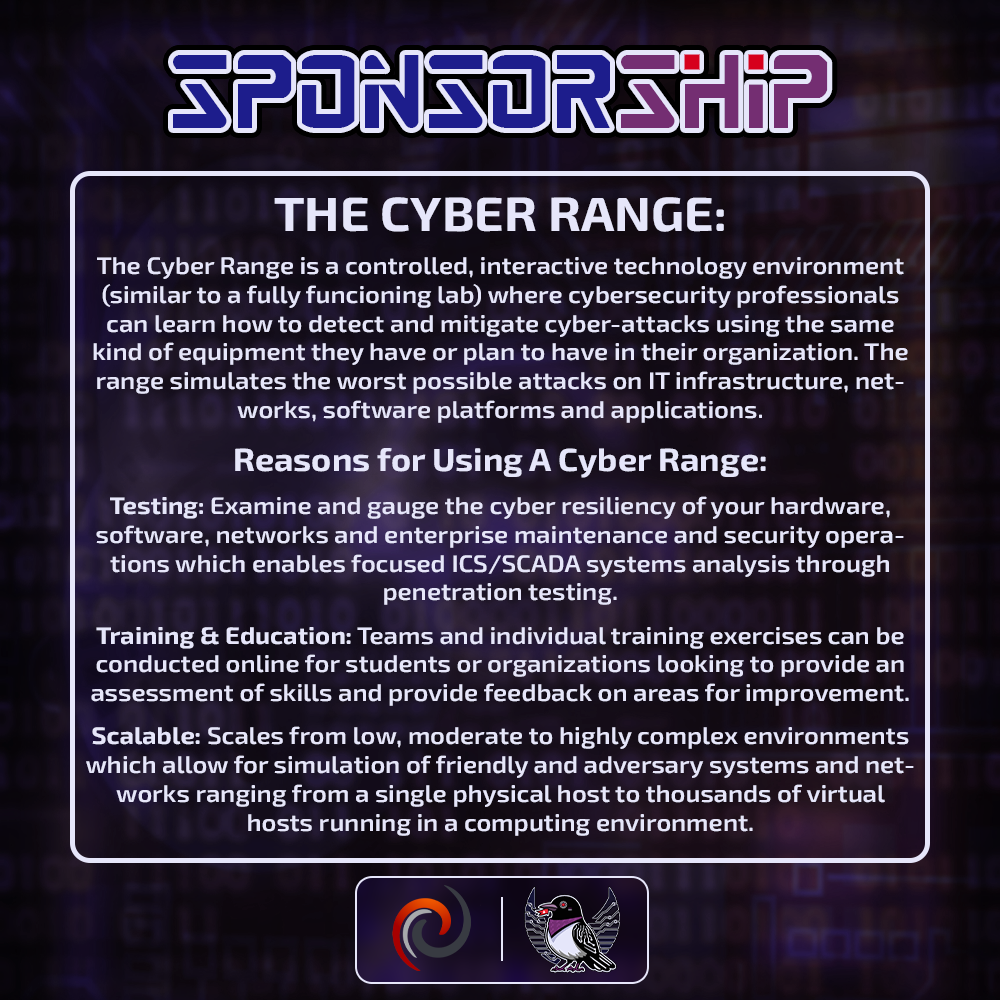 SPONSORSHiP
THE CYBER RANGE:
The Cyber Range is a controlled, interactive technology environment
(similar to a fully funcioning lab) where cybersecurity professionals
can learn how to detect and mitigate cyber-attacks using the same
kind of equipment they have or plan to have in their organization. The
range simulates the worst possible attacks on IT infrastructure, net-
works, software platforms and applications.
Reasons for Using A Cyber Range:
Testing: Examine and gauge the cyber resiliency of your hardware,
software, networks and enterprise maintenance and security opera-
tions which enables focused ICS/SCADA systems analysis through
penetration testing.
Training & Education: Teams and individual training exercises can be
conducted online for students or organizations looking to provide an
assessment of skills and provide feedback on areas for improvement.
Scalable: Scales from low, moderate to highly complex environments
which allow for simulation of friendly and adversary systems and net-
works ranging from a single physical host to thousands of virtual
hosts running in a computing environment.